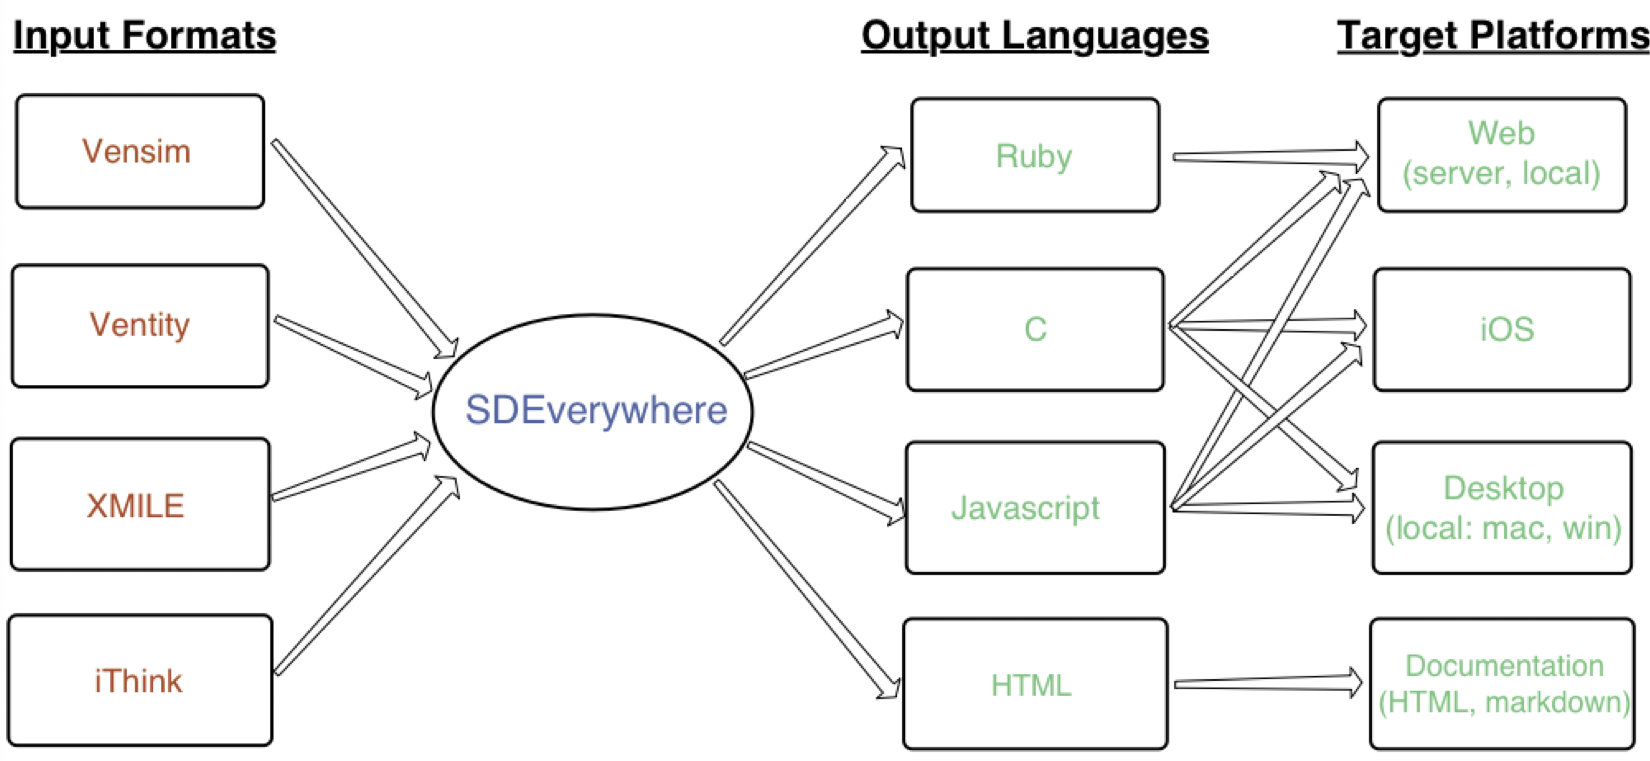 Input Formats
Output Languages
Target Platforms
Vensim
Ventity
XMILE
iThink
SDEverywhere
Ruby
C
Javascript
HTML
Web
(server, local)
iOS
Desktop
(local: mac, win)
Documentation
(HTML, markdown)